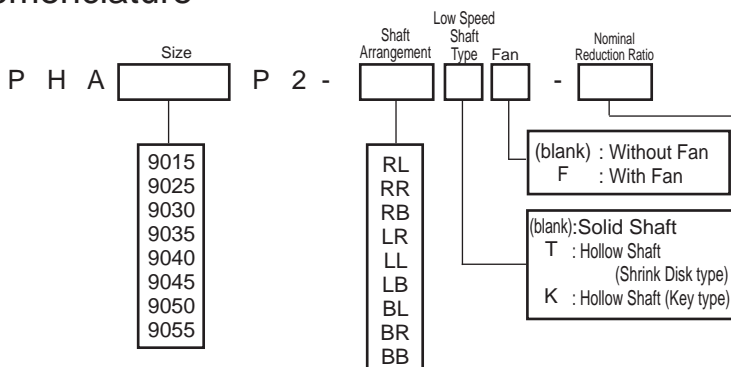 Low Speed
Shaft Shaft
Size Arrangement Type Fan Nominal
Reduction Ratio
P H A P 2 - -
9015
9025
9030
9035
9040
9045
9050
9055
RL
RR
RB
LR
LL
LB
BL
BR
BB
(blank) : Without Fan
F : With Fan
(blank):Solid Shaft
T : Hollow Shaft
(Shrink Disk type)
K : Hollow Shaft (Key type)